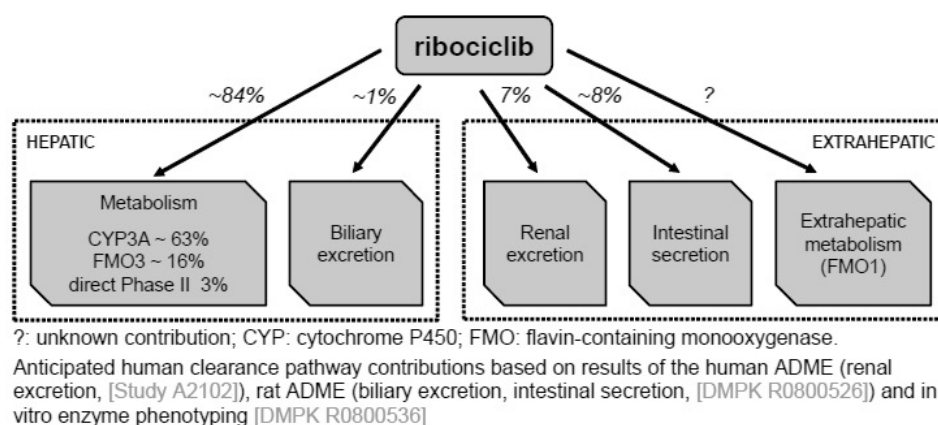 ribociclib
~84%
~1%
7%
~8%
?
HEPATIC
EXTRAHEPATIC
Metabolism
CYP3A ~ 63%
FMO3 ~ 16%
direct Phase II 3%
Biliary
excretion
Renal
excretion
Intestinal
secretion
Extrahepatic
metabolism
(FMO1)
?: unknown contribution; CYP: cytochrome P450; FMO: flavin-containing monooxygenase.
Anticipated human clearance pathway contributions based on results of the human ADME (renal
excretion, [Study A2102]), rat ADME (biliary excretion, intestinal secretion, [DMPK R0800526]) and in
vitro enzyme phenotyping [DMPK R0800536]